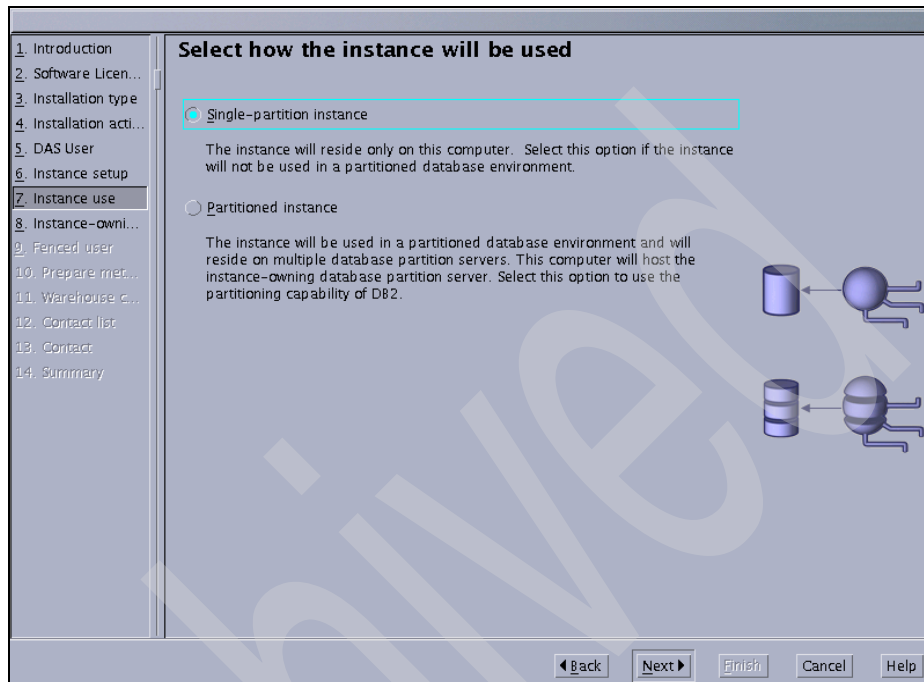 1. Introduction
2. Software Licen...
3. Installation type
4. Installation acti...
5. DAS User
6. Instance setup
7. Instance use
8. Instance-owni...
9. Fenced user
10. Prepare met...
11. Warehouse c...
12. Contact list
13. Contact
14. Summary
Select how the instance will be used
Single-partition instance
The instance will reside only on this computer. Select this option if the instance
will not be used in a partitioned database environment.
Partitioned instance
The instance will be used in a partitioned database environment and will
reside on multiple database partition servers. This computer will host the
instance-owning database partition server. Select this option to use the
partitioning capability of DB2.
Back
Next
Finish
Cancel
Help
hived